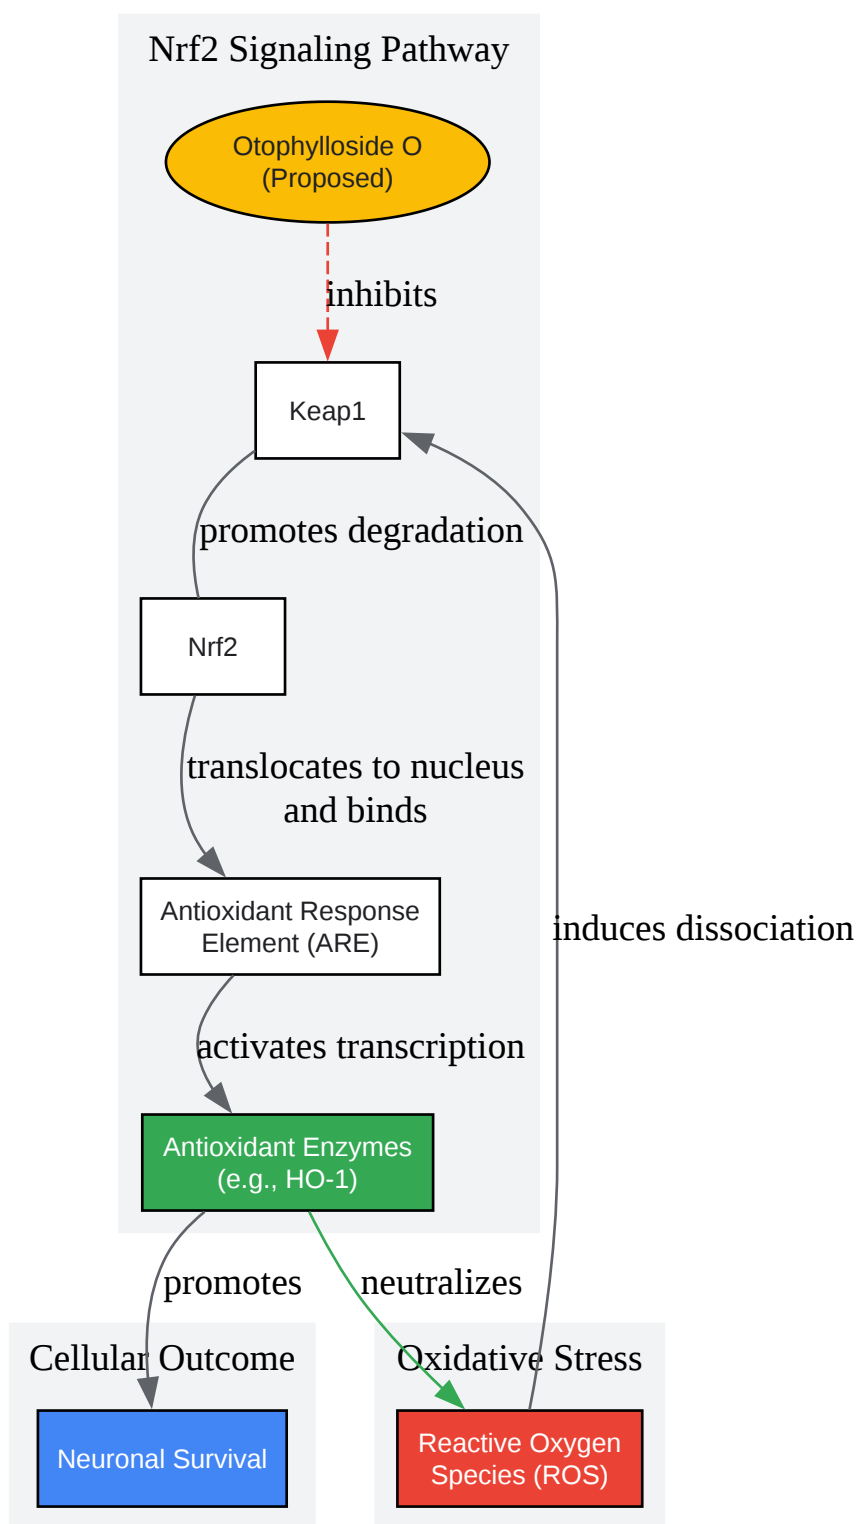 Nrf2 Signaling Pathway
Otophylloside O
(Proposed)
inhibits
Keap1
promotes degradation
Nrf2
translocates to nucleus
and binds
Antioxidant Response
Element (ARE)
induces dissociation
activates transcription
Antioxidant Enzymes
(e.g., HO-1)
promotes
neutralizes
Cellular Outcome
Oxidative Stress
Neuronal Survival
Reactive Oxygen
Species (ROS)